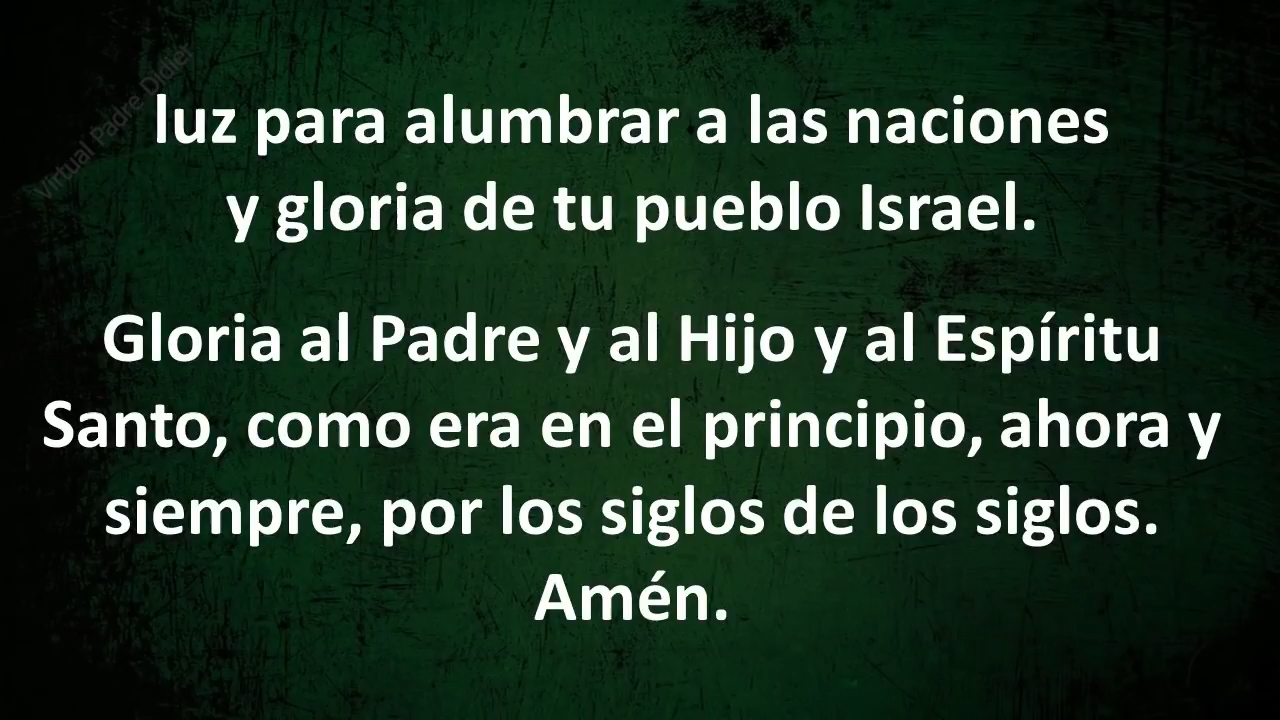 Virtual Padre Didier
luz para alumbrar a las naciones
y gloria de tu pueblo Israel.
Gloria al Padre y al Hijo y al Espíritu
Santo, como era en el principio, ahora y
siempre, por los siglos de los siglos.
Amén.